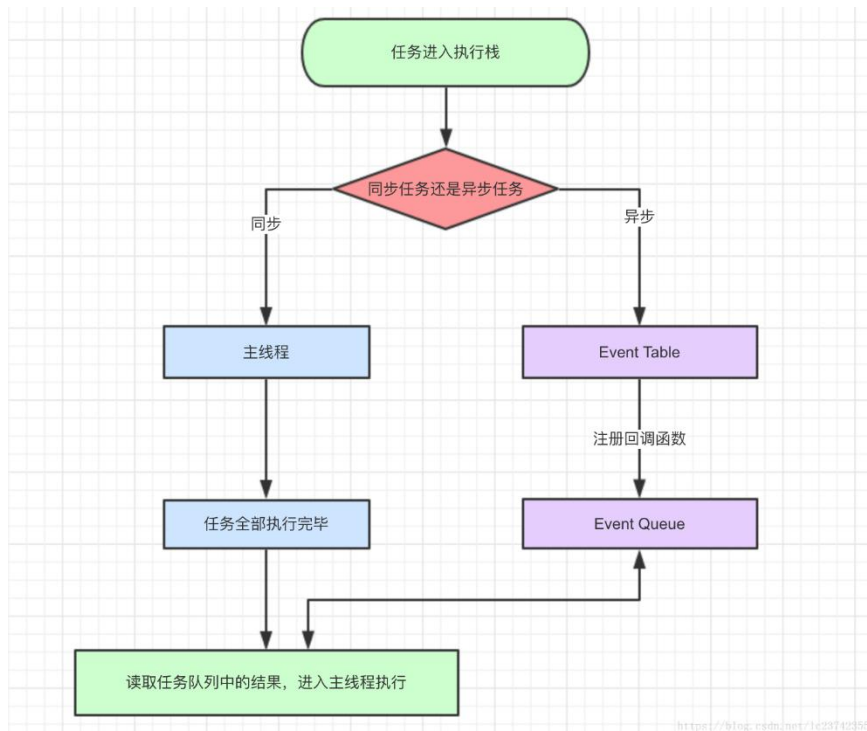 任务进入执行栈
同步任务还是异步任务
同步
异步
主线程
Event Table
注册回调函数
任务全部执行完毕
Event Queue
读取任务队列中的结果，进入主线程执行